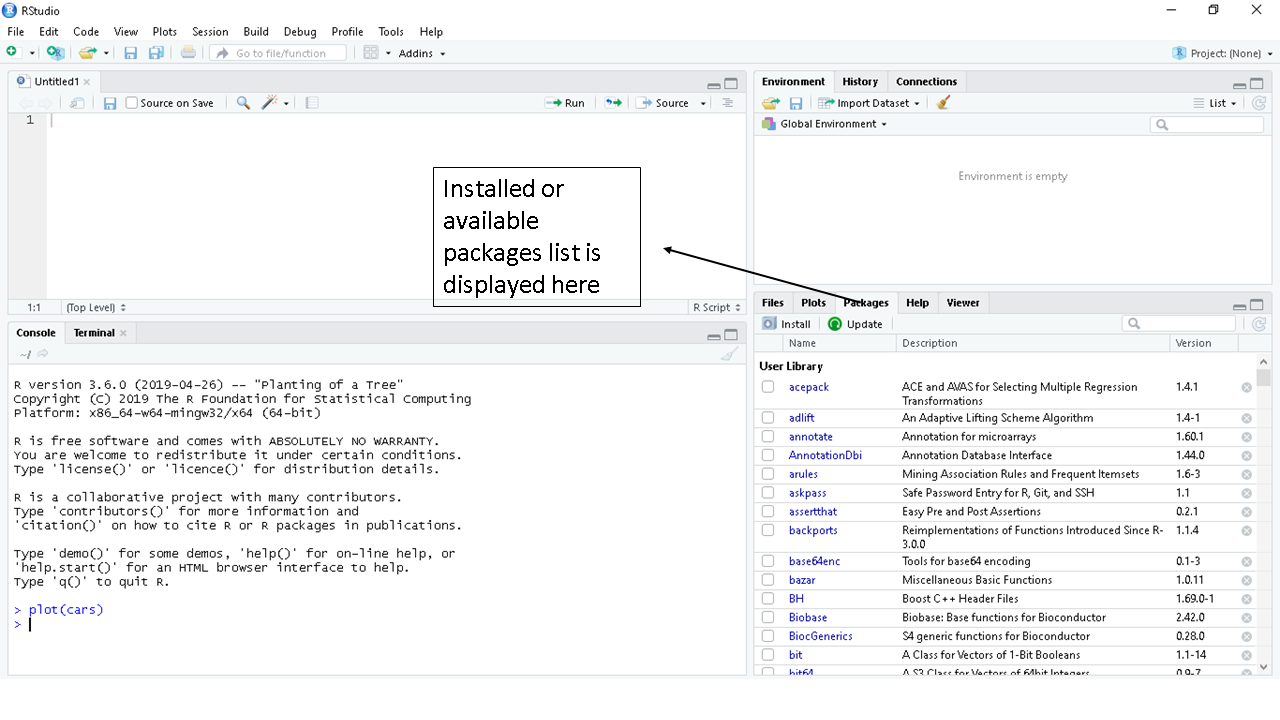 RStudio
File Edit Code View Plots Session Build Debug Profile Tools Help
Go to file/function Addins Project: (None)
Untitled1
Source on Save Run Source
1
1:1 (Top Level) R Script
Installed or
available
packages list is
displayed here
Console Terminal
~/
R version 3.6.0 (2019-04-26) -- "Planting of a Tree"
Copyright (C) 2019 The R Foundation for Statistical Computing
Platform: x86_64-w64-mingw32/x64 (64-bit)
R is free software and comes with ABSOLUTELY NO WARRANTY.
You are welcome to redistribute it under certain conditions.
Type 'license()' or 'licence()' for distribution details.
R is a collaborative project with many contributors.
Type 'contributors()' for more information and
'citation()' on how to cite R or R packages in publications.
Type 'demo()' for some demos, 'help()' for on-line help, or
'help.start()' for an HTML browser interface to help.
Type 'q()' to quit R.
> plot(cars)
>
Environment History Connections
Import Dataset List
Global Environment
Environment is empty
Files Plots Packages Help Viewer
Install Update
Name Description Version
User Library
acepack ACE and AVAS for Selecting Multiple Regression 1.4.1
Transformations
adlift An Adaptive Lifting Scheme Algorithm 1.4-1
annotate Annotation for microarrays 1.60.1
AnnotationDbi Annotation Database Interface 1.44.0
arules Mining Association Rules and Frequent Itemsets 1.6-3
askpass Safe Password Entry for R, Git, and SSH 1.1
assertthat Easy Pre and Post Assertions 0.2.1
backports Reimplementations of Functions Introduced Since R- 1.1.4
3.0.0
base64enc Tools for base64 encoding 0.1-3
bazar Miscellaneous Basic Functions 1.0.11
BH Boost C++ Header Files 1.69.0-1
Biobase Biobase: Base functions for Bioconductor 2.42.0
BiocGenerics S4 generic functions for Bioconductor 0.28.0
bit A Class for Vectors of 1-Bit Booleans 1.1-14
bit64 A S3 Class for Vectors of 64bit Integers 0.9-7